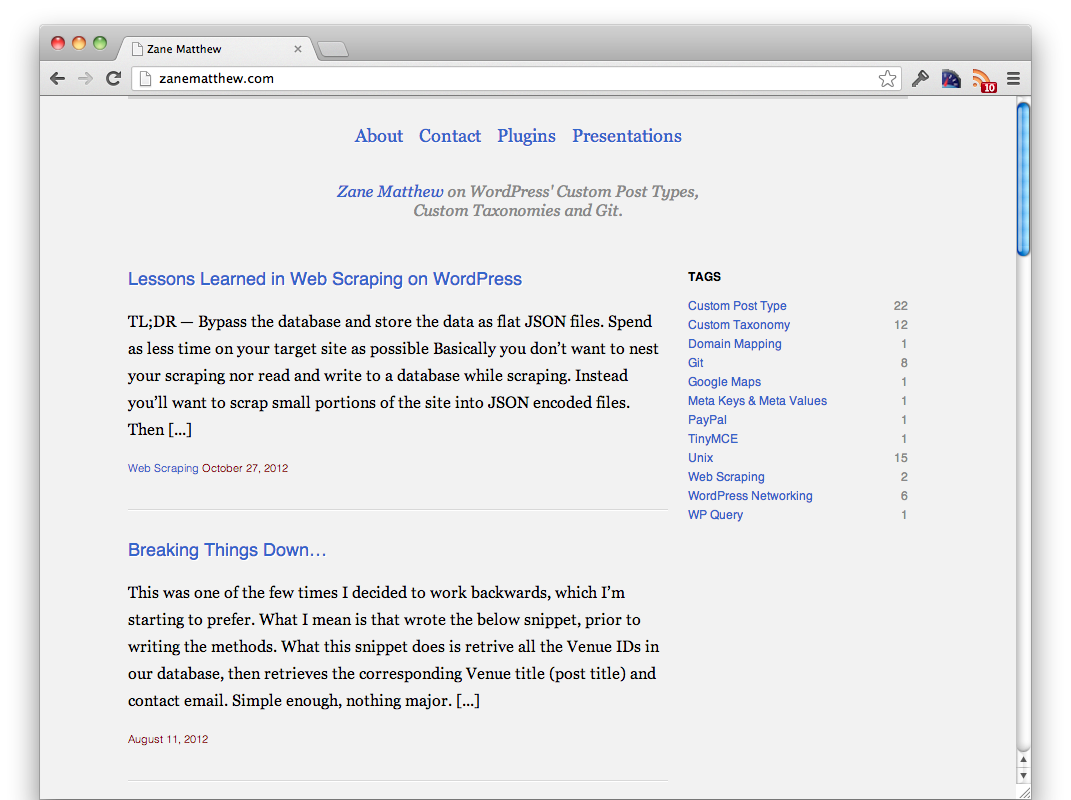 Zane Matthew
zanematthew.com
10
About Contact Plugins Presentations
Zane Matthew on WordPress' Custom Post Types,
Custom Taxonomies and Git.
Lessons Learned in Web Scraping on WordPress
TL;DR — Bypass the database and store the data as flat JSON files. Spend
as less time on your target site as possible Basically you don’t want to nest
your scraping nor read and write to a database while scraping. Instead
you’ll want to scrap small portions of the site into JSON encoded files.
Then [...]
Web Scraping October 27, 2012
Breaking Things Down…
This was one of the few times I decided to work backwards, which I’m
starting to prefer. What I mean is that wrote the below snippet, prior to
writing the methods. What this snippet does is retrive all the Venue IDs in
our database, then retrieves the corresponding Venue title (post title) and
contact email. Simple enough, nothing major. [...]
August 11, 2012
TAGS
Custom Post Type 22
Custom Taxonomy 12
Domain Mapping 1
Git 8
Google Maps 1
Meta Keys & Meta Values 1
PayPal 1
TinyMCE 1
Unix 15
Web Scraping 2
WordPress Networking 6
WP Query 1